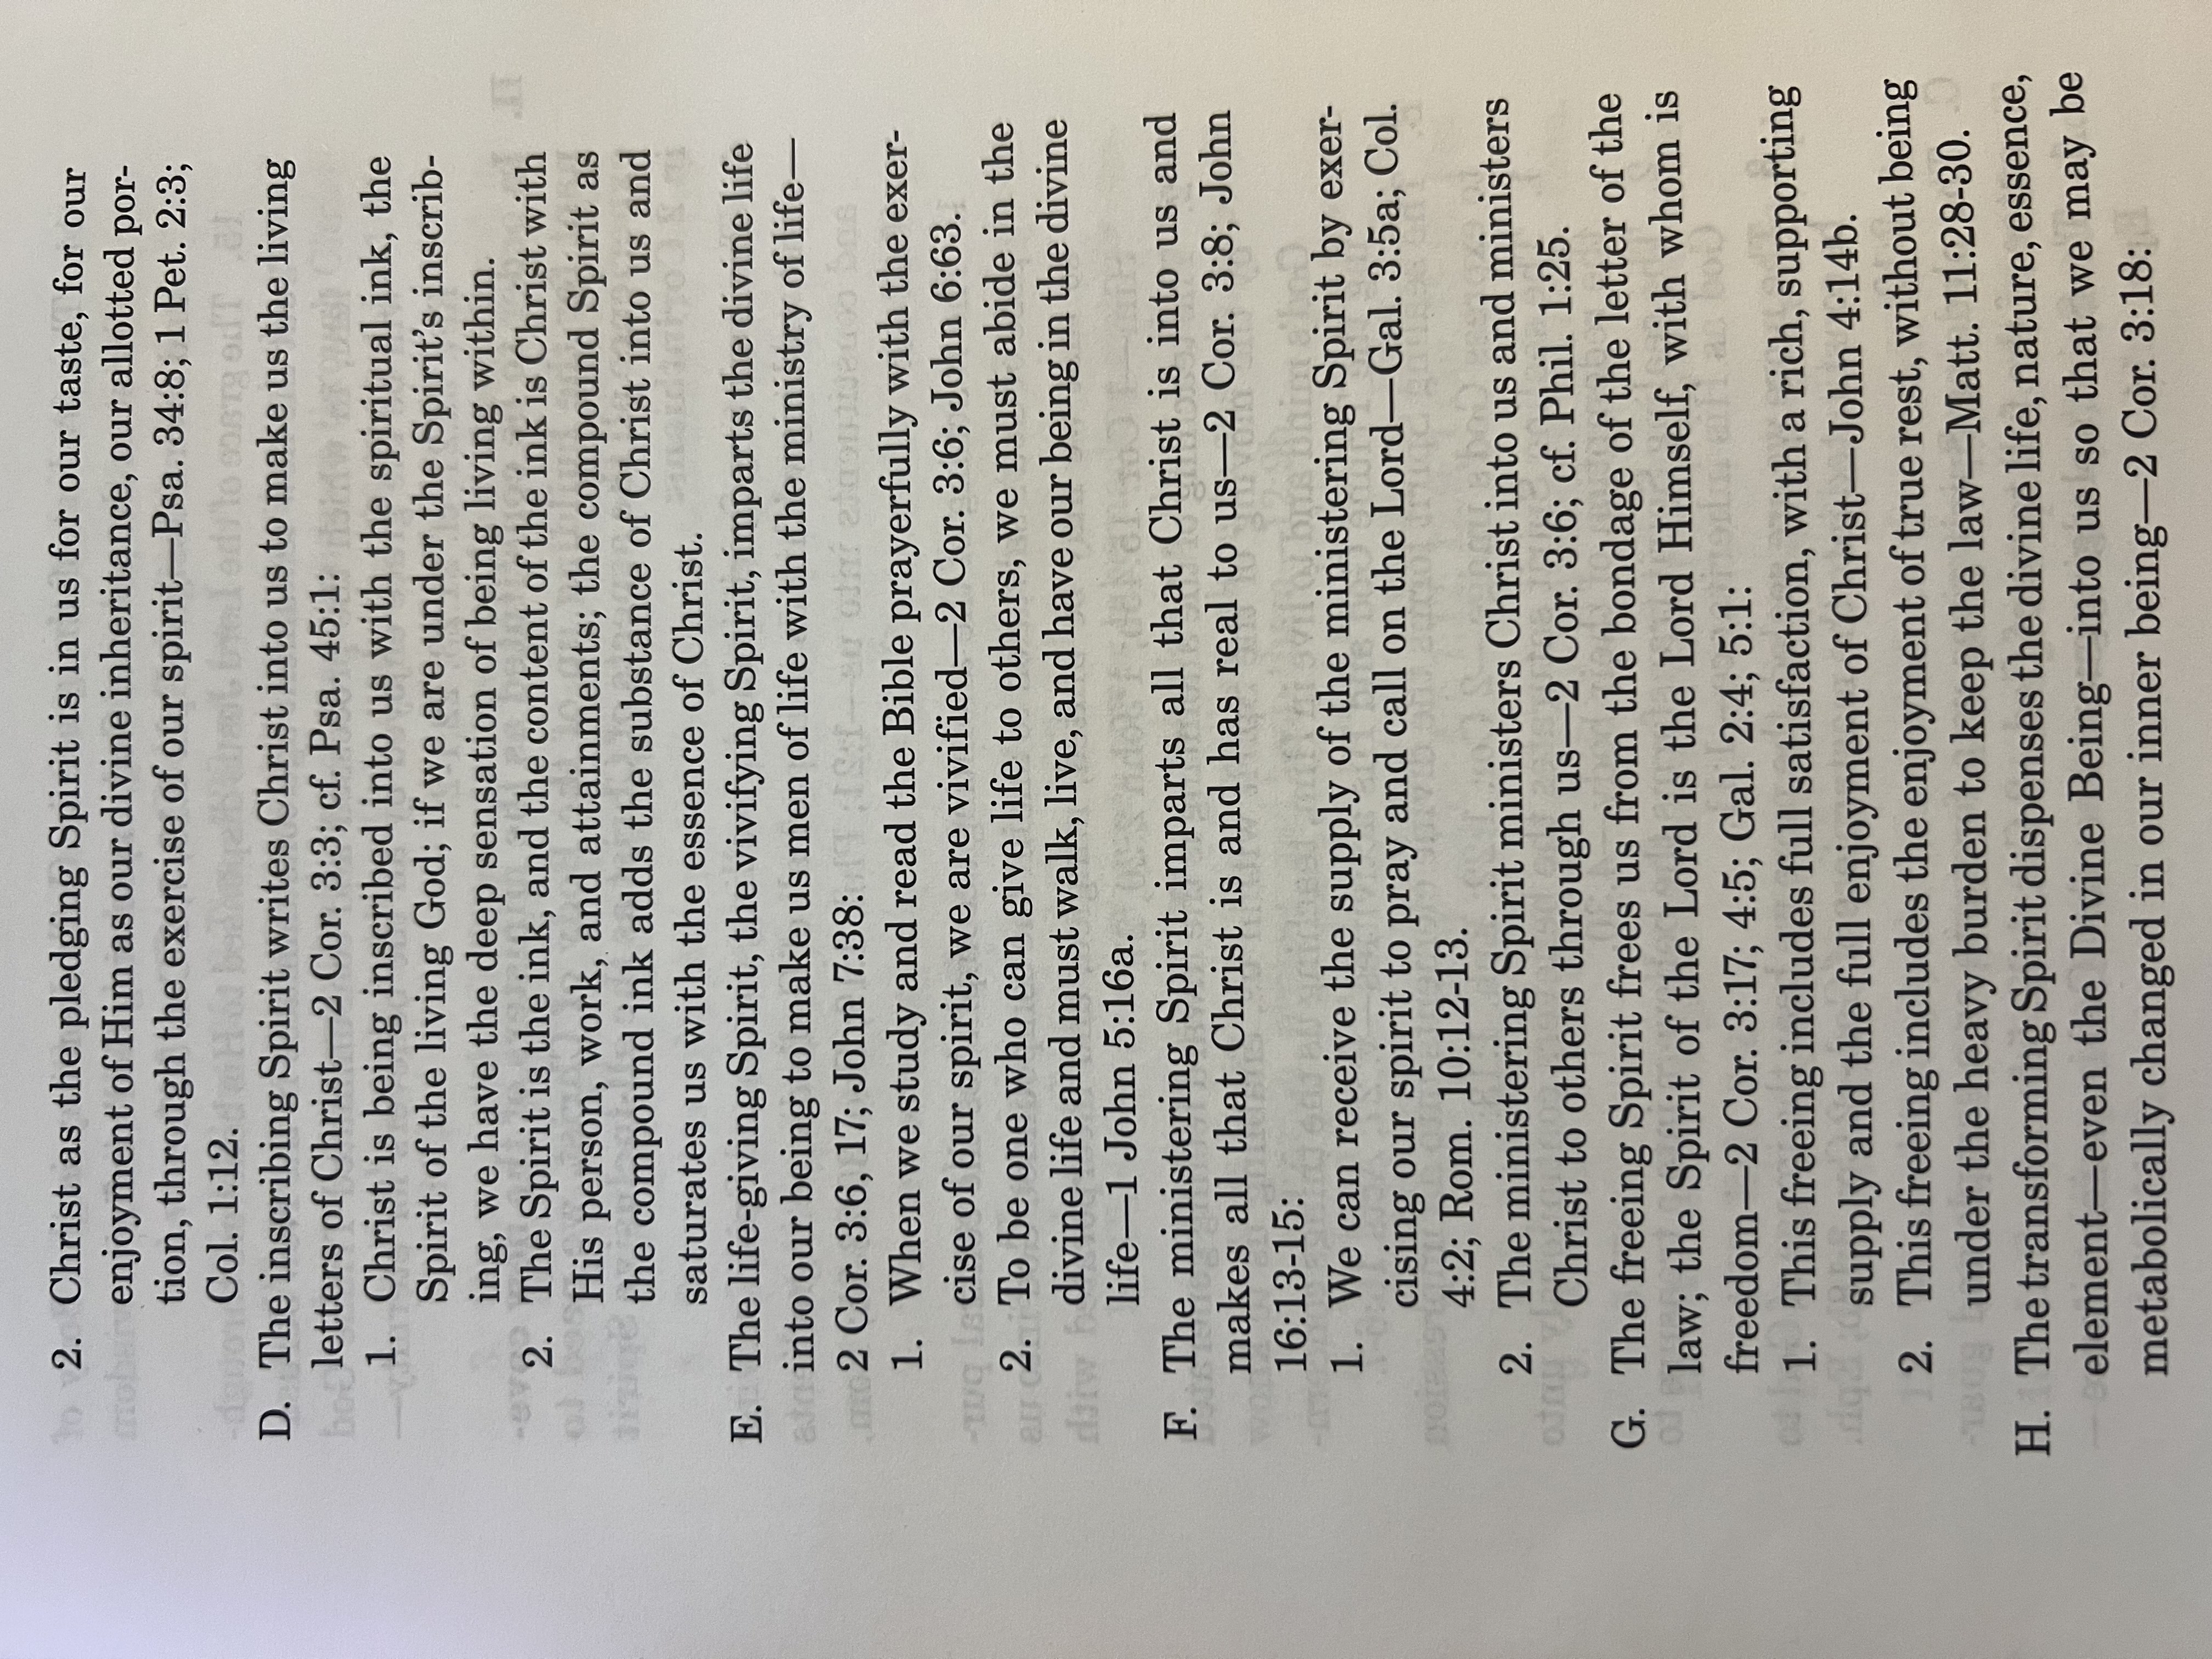 2. Christ as the pledging Spirit is in us for our taste, for our
enjoyment of Him as our divine inheritance, our allotted por-
tion, through the exercise of our spirit—Psa. 34:8; 1 Pet. 2:3;
Col. 1:12.
D. The inscribing Spirit writes Christ into us to make us the living
letters of Christ—2 Cor. 3:3; cf. Psa. 45:1:
1. Christ is being inscribed into us with the spiritual ink, the
Spirit of the living God; if we are under the Spirit’s inscrib-
ing, we have the deep sensation of being living within.
2. The Spirit is the ink, and the content of the ink is Christ with
His person, work, and attainments; the compound Spirit as
the compound ink adds the substance of Christ into us and
saturates us with the essence of Christ.
E. The life-giving Spirit, the vivifying Spirit, imparts the divine life
into our being to make us men of life with the ministry of life—
2 Cor. 3:6, 17; John 7:38:
1. When we study and read the Bible prayerfully with the exer-
cise of our spirit, we are vivified—2 Cor. 3:6; John 6:63.
2. To be one who can give life to others, we must abide in the
divine life and must walk, live, and have our being in the divine
life—1 John 5:16a.
F. The ministering Spirit imparts all that Christ is into us and
makes all that Christ is and has real to us—2 Cor. 3:8; John
16:13-15:
1. We can receive the supply of the ministering Spirit by exer-
cising our spirit to pray and call on the Lord—Gal. 3:5a; Col.
4:2; Rom. 10:12-13.
2. The ministering Spirit ministers Christ into us and ministers
Christ to others through us—2 Cor. 3:6; cf. Phil. 1:25.
G. The freeing Spirit frees us from the bondage of the letter of the
law; the Spirit of the Lord is the Lord Himself, with whom is
freedom—2 Cor. 3:17; 4:5; Gal. 2:4; 5:1:
1. This freeing includes full satisfaction, with a rich, supporting
supply and the full enjoyment of Christ—John 4:14b.
2. This freeing includes the enjoyment of true rest, without being
under the heavy burden to keep the law—Matt. 11:28-30.
H. The transforming Spirit dispenses the divine life, nature, essence,
element—even the Divine Being—into us so that we may be
metabolically changed in our inner being—2 Cor. 3:18: